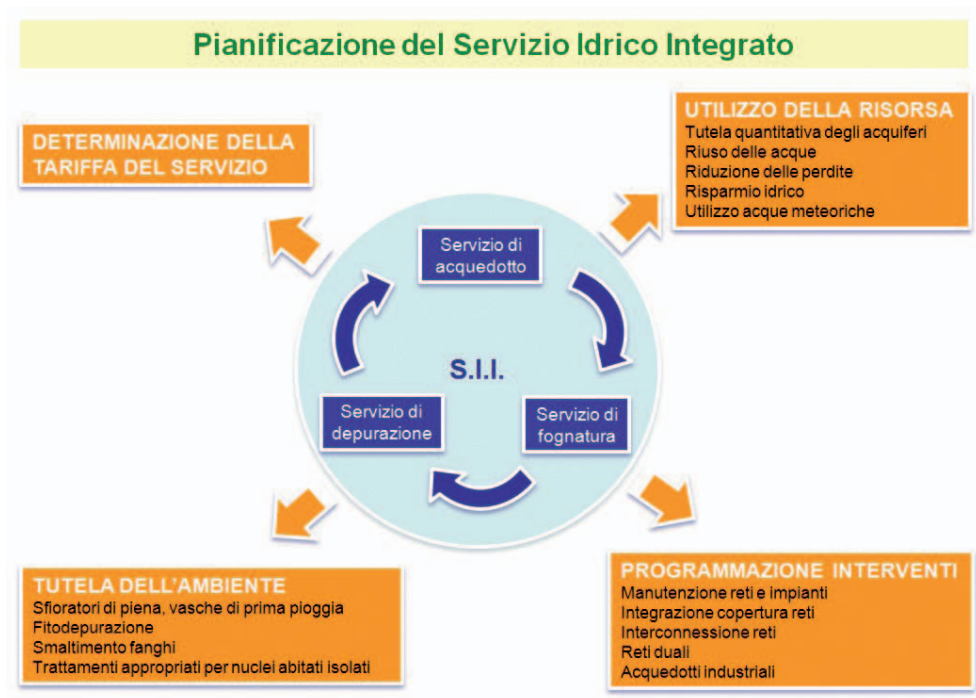 Pianificazione del Servizio Idrico Integrato
DETERMINAZIONE DELLA
TARIFFA DEL SERVIZIO
UTILIZZO DELLA RISORSA
Tutela quantitativa degli acquiferi
Riuso delle acque
Riduzione delle perdite
Risparmio idrico
Utilizzo acque meteoriche
Servizio di
acquedotto
S.I.I.
Servizio di
depurazione
Servizio di
fognatura
TUTELA DELL'AMBIENTE
Sfioratori di piena, vasche di prima pioggia
Fitodepurazione
Smaltimento fanghi
Trattamenti appropriati per nuclei abitati isolati
PROGRAMMAZIONE INTERVENTI
Manutenzione reti e impianti
Integrazione copertura reti
Interconnessione reti
Reti duali
Acquedotti industriali